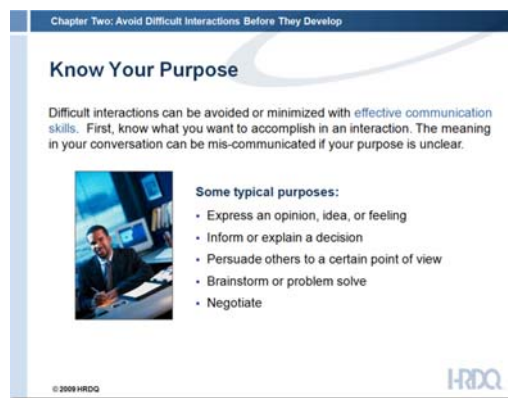 Chapter Two: Avoid Difficult Interactions Before They Develop
Know Your Purpose
Difficult interactions can be avoided or minimized with effective communication
skills. First, know what you want to accomplish in an interaction. The meaning
in your conversation can be mis-communicated if your purpose is unclear.
Some typical purposes:
• Express an opinion, idea, or feeling
• Inform or explain a decision
• Persuade others to a certain point of view
• Brainstorm or problem solve
• Negotiate
© 2009 HRDQ
HRDQ